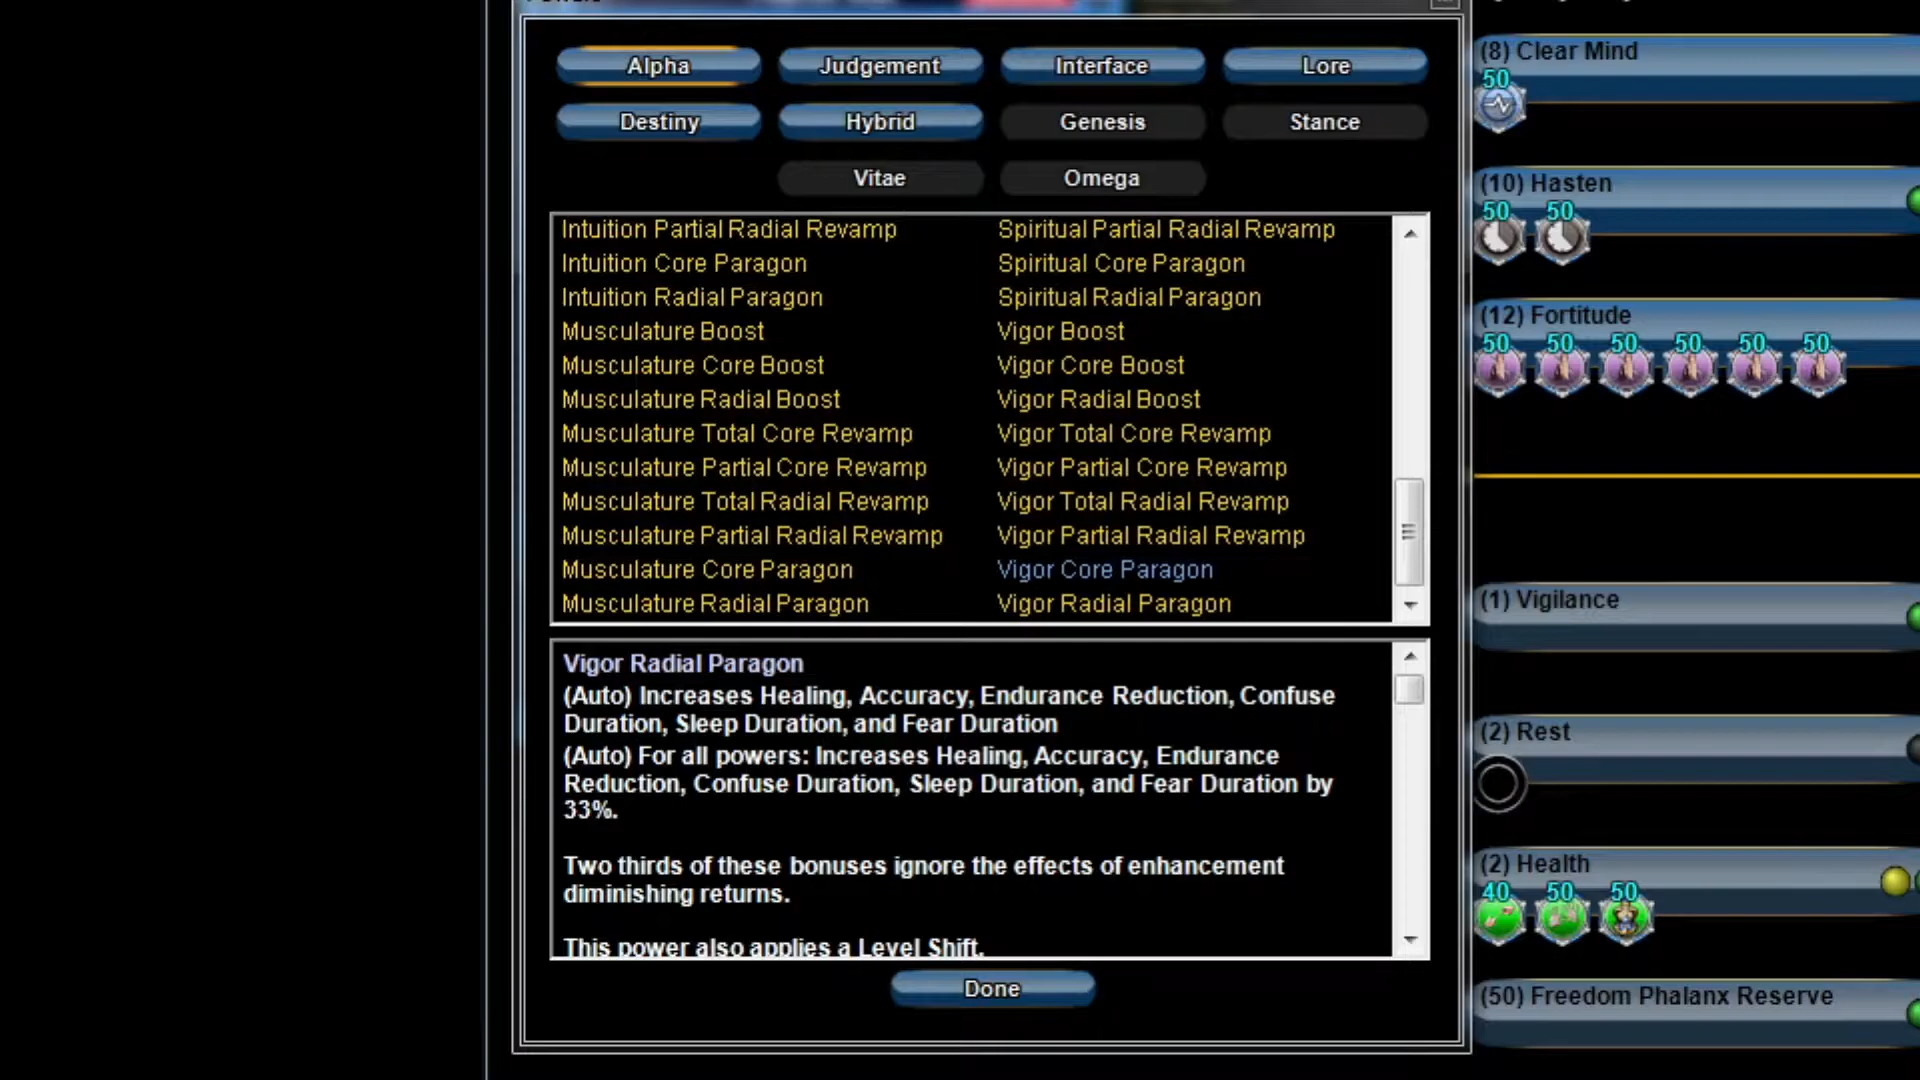 Alpha
Judgement
Interface
Lore
Destiny
Hybrid
Genesis
Stance
Vitae
Omega
Intuition Partial Radial Revamp
Intuition Core Paragon
Intuition Radial Paragon
Musculature Boost
Musculature Core Boost
Musculature Radial Boost
Musculature Total Core Revamp
Musculature Partial Core Revamp
Musculature Total Radial Revamp
Musculature Partial Radial Revamp
Musculature Core Paragon
Musculature Radial Paragon
Spiritual Partial Radial Revamp
Spiritual Core Paragon
Spiritual Radial Paragon
Vigor Boost
Vigor Core Boost
Vigor Radial Boost
Vigor Total Core Revamp
Vigor Partial Core Revamp
Vigor Total Radial Revamp
Vigor Partial Radial Revamp
Vigor Core Paragon
Vigor Radial Paragon
Vigor Radial Paragon
(Auto) Increases Healing, Accuracy, Endurance Reduction, Confuse
Duration, Sleep Duration, and Fear Duration
(Auto) For all powers: Increases Healing, Accuracy, Endurance
Reduction, Confuse Duration, Sleep Duration, and Fear Duration by
33%.
Two thirds of these bonuses ignore the effects of enhancement
diminishing returns.
This power also applies a Level Shift.
Done
(8) Clear Mind
50
(10) Hasten
50 50
(12) Fortitude
50 50 50 50 50 50
(1) Vigilance
(2) Rest
(2) Health
40 50 50
(50) Freedom Phalanx Reserve